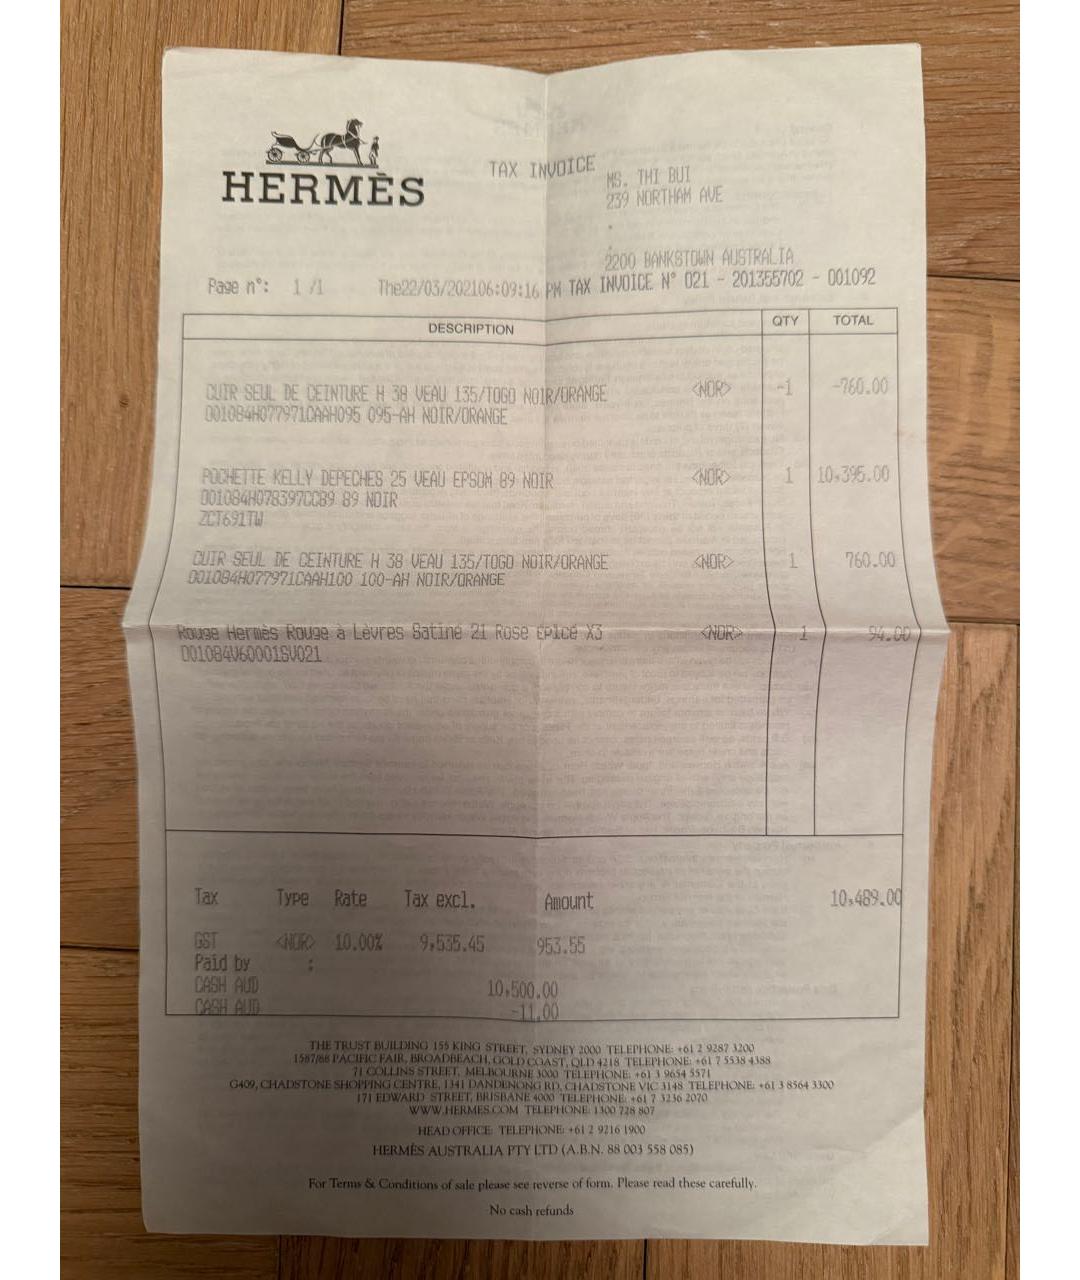 HERMÈS
TAX INVOICE
MS. THI BUI
239 NORTHAM AVE
.
.
2200 BANKSTOWN AUSTRALIA
Page n°: 1 /1 The22/03/202106:09:16 PM TAX INVOICE N° 021 - 201355702 - 001092
DESCRIPTION QTY TOTAL
CUIR SEUL DE CEINTURE H 38 VEAU 135/TOGO NOIR/ORANGE <NOR> -1 -760.00
001084H077971CAAH095 095-AH NOIR/ORANGE
POCHETTE KELLY DEPECHES 25 VEAU EPSOM 89 NOIR <NOR> 1 10,395.00
001084H078397CC89 89 NOIR
ZCT691TW
CUIR SEUL DE CEINTURE H 38 VEAU 135/TOGO NOIR/ORANGE <NOR> 1 760.00
001084H077971CAAH100 100-AH NOIR/ORANGE
Rouge Hermès Rouge à Lèvres Satiné 21 Rose Épicé X3 <NOR> 1 94.00
001084V60001SV021
Tax Type Rate Tax excl. Amount 10,489.00
GST <NOR> 10.00% 9,535.45 953.55
Paid by :
CASH AUD 10,500.00
CASH AUD -11.00
THE TRUST BUILDING 155 KING STREET, SYDNEY 2000 TELEPHONE: +61 2 9287 3200
1587/88 PACIFIC FAIR, BROADBEACH, GOLD COAST, QLD 4218 TELEPHONE: +61 7 5538 4388
71 COLLINS STREET, MELBOURNE 3000 TELEPHONE: +61 3 9654 5571
G409, CHADSTONE SHOPPING CENTRE, 1341 DANDENONG RD, CHADSTONE VIC 3148 TELEPHONE: +61 3 8564 3300
171 EDWARD STREET, BRISBANE 4000 TELEPHONE: +61 7 3236 2070
WWW.HERMES.COM TELEPHONE: 1300 728 807
HEAD OFFICE: TELEPHONE: +61 2 9216 1900
HERMÈS AUSTRALIA PTY LTD (A.B.N. 88 003 558 085)
For Terms & Conditions of sale please see reverse of form. Please read these carefully.
No cash refunds